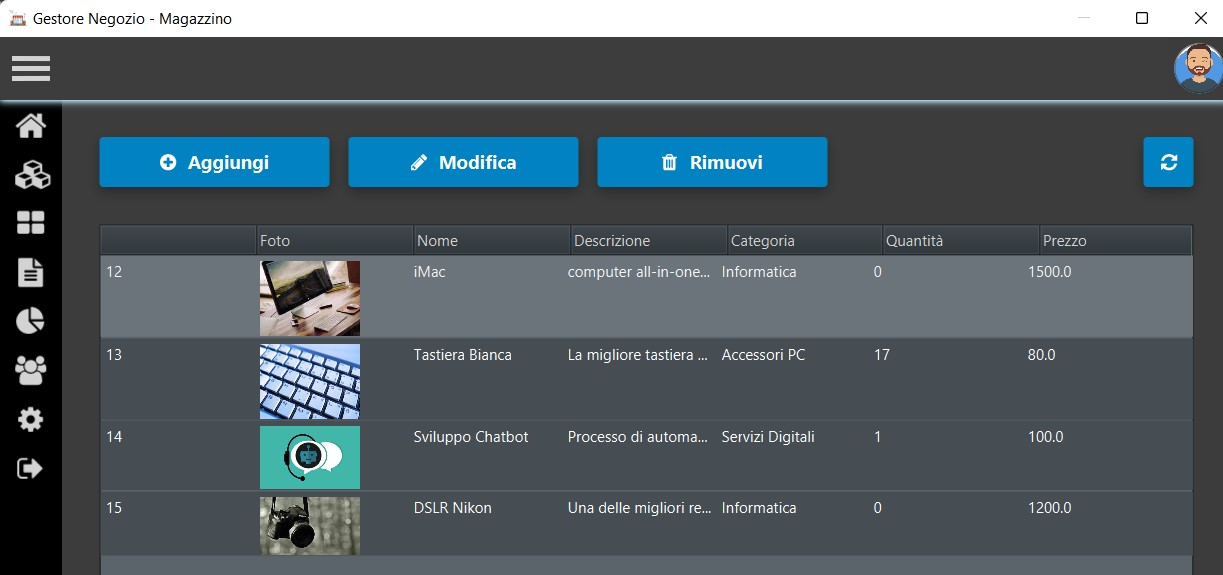 Gestore Negozio - Magazzino
Aggiungi Modifica Rimuovi
Foto Nome Descrizione Categoria Quantità Prezzo
12 iMac computer all-in-one... Informatica 0 1500.0
13 Tastiera Bianca La migliore tastiera ... Accessori PC 17 80.0
14 Sviluppo Chatbot Processo di automa... Servizi Digitali 1 100.0
15 DSLR Nikon Una delle migliori re... Informatica 0 1200.0